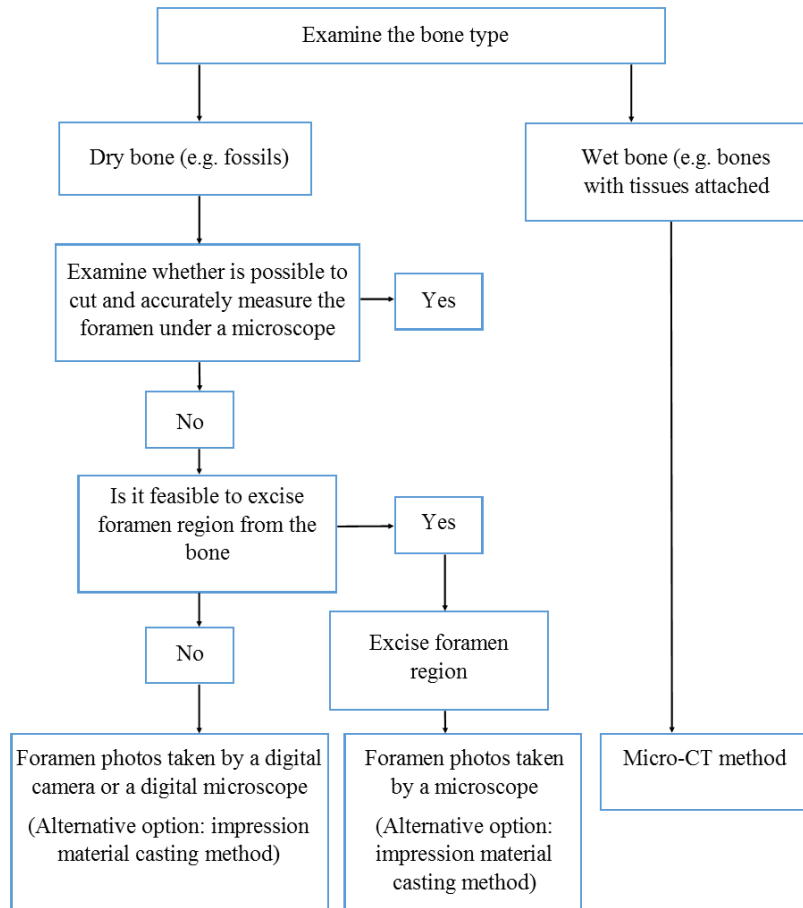 Examine the bone type
Dry bone (e.g. fossils)
Wet bone (e.g. bones
with tissues attached
Examine whether is possible to
cut and accurately measure the
foramen under a microscope
Yes
No
Is it feasible to excise
foramen region from the
bone
Yes
No
Excise foramen
region
Foramen photos taken by a digital
camera or a digital microscope
(Alternative option: impression
material casting method)
Foramen photos taken
by a microscope
(Alternative option:
impression material
casting method)
Micro-CT method